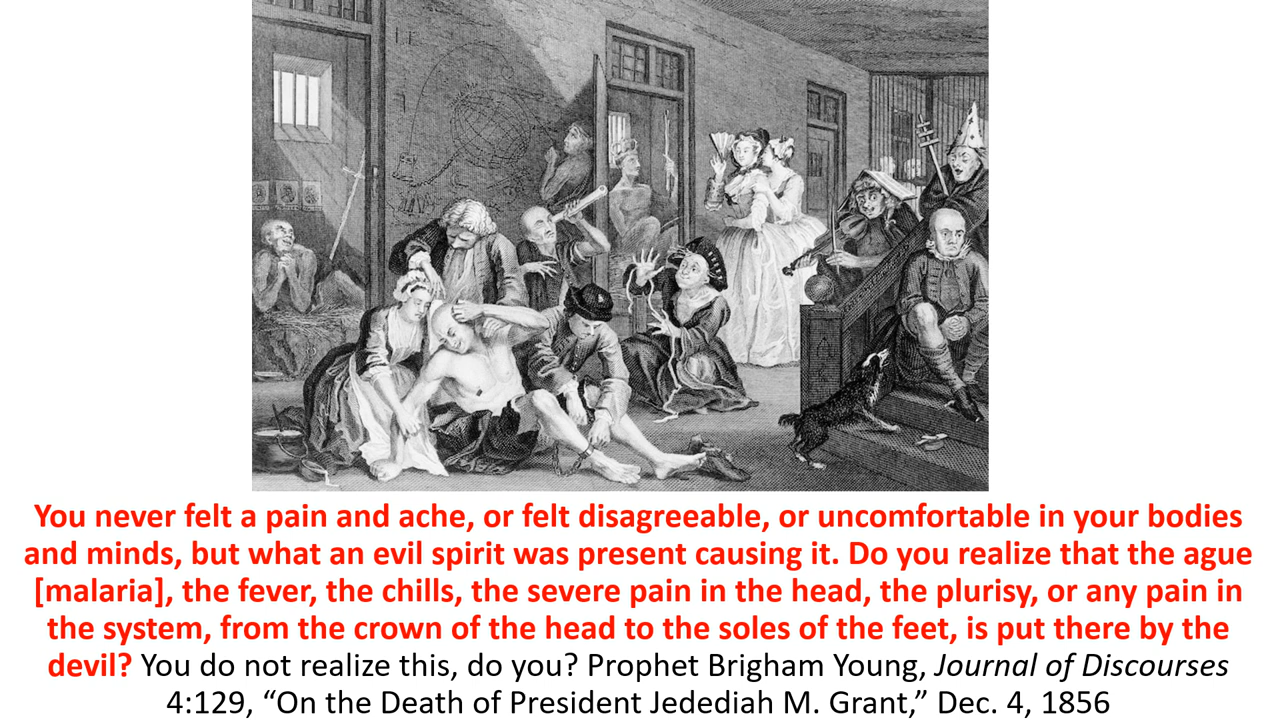 You never felt a pain and ache, or felt disagreeable, or uncomfortable in your bodies
and minds, but what an evil spirit was present causing it. Do you realize that the ague
[malaria], the fever, the chills, the severe pain in the head, the plurisy, or any pain in
the system, from the crown of the head to the soles of the feet, is put there by the
devil? You do not realize this, do you? Prophet Brigham Young, Journal of Discourses
4:129, “On the Death of President Jedediah M. Grant,” Dec. 4, 1856